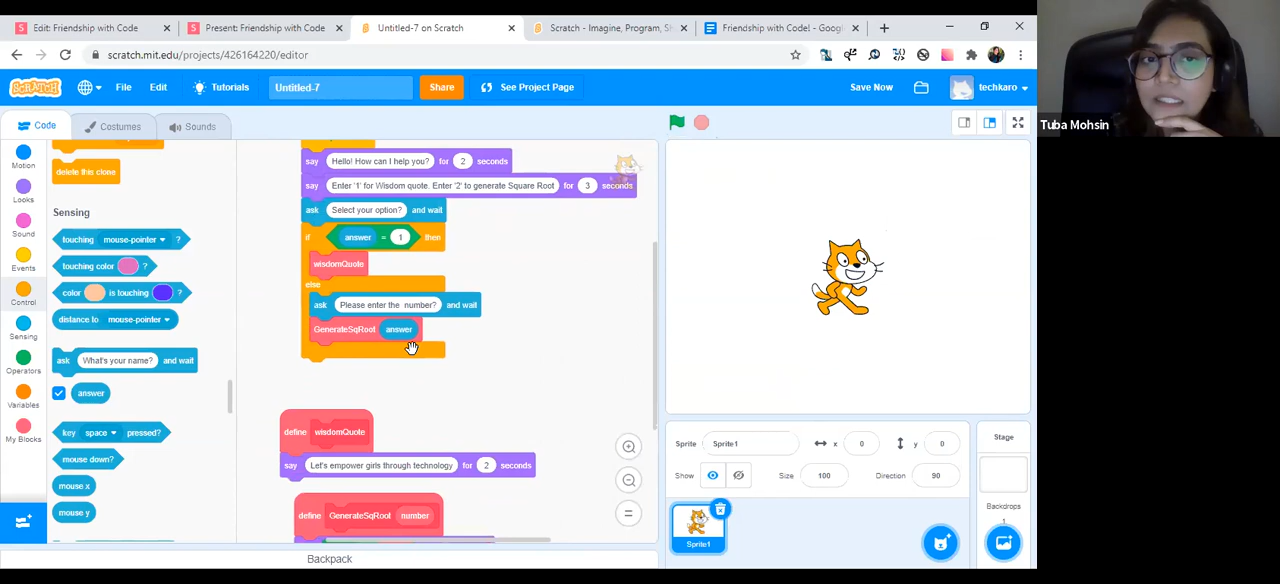 Edit: Friendship with Code
Present: Friendship with Code
Untitled-7 on Scratch
Scratch - Imagine, Program, Sh
Friendship with Code! - Googl
scratch.mit.edu/projects/426164220/editor
SCRATCH
File
Edit
Tutorials
Untitled-7
Share
See Project Page
Save Now
techkaro
Tuba Mohsin
Code
Costumes
Sounds
Motion
Looks
Sound
Events
Control
Sensing
Operators
Variables
My Blocks
delete this clone
Sensing
touching mouse-pointer ?
touching color ?
color is touching ?
distance to mouse-pointer
ask What's your name? and wait
answer
key space pressed?
mouse down?
mouse x
mouse y
say Hello! How can I help you? for 2 seconds
say Enter '1' for Wisdom quote. Enter '2' to generate Square Root for 3 seconds
ask Select your option? and wait
if answer = 1 then
wisdomQuote
else
ask Please enter the number? and wait
GenerateSqRoot answer
define wisdomQuote
say Let's empower girls through technology for 2 seconds
define GenerateSqRoot number
Sprite Sprite1 x 0 y 0
Show Size 100 Direction 90
Sprite1
Stage
Backdrops
1
Backpack